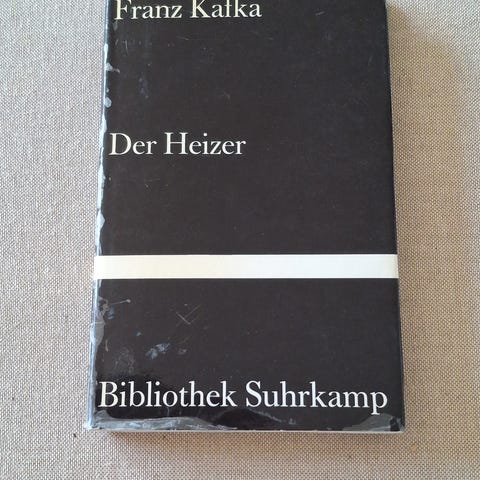 Franz Kafka
Der Heizer
Bibliothek Suhrkamp